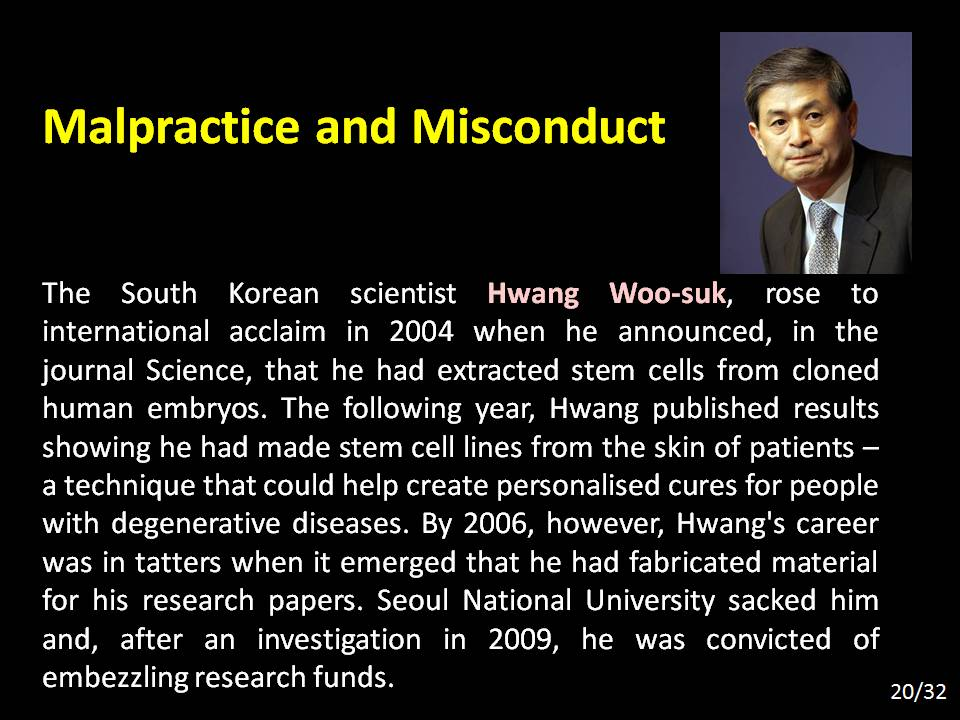 Malpractice and Misconduct
The South Korean scientist Hwang Woo-suk, rose to
international acclaim in 2004 when he announced, in the
journal Science, that he had extracted stem cells from cloned
human embryos. The following year, Hwang published results
showing he had made stem cell lines from the skin of patients –
a technique that could help create personalised cures for people
with degenerative diseases. By 2006, however, Hwang's career
was in tatters when it emerged that he had fabricated material
for his research papers. Seoul National University sacked him
and, after an investigation in 2009, he was convicted of
embezzling research funds.
20/32